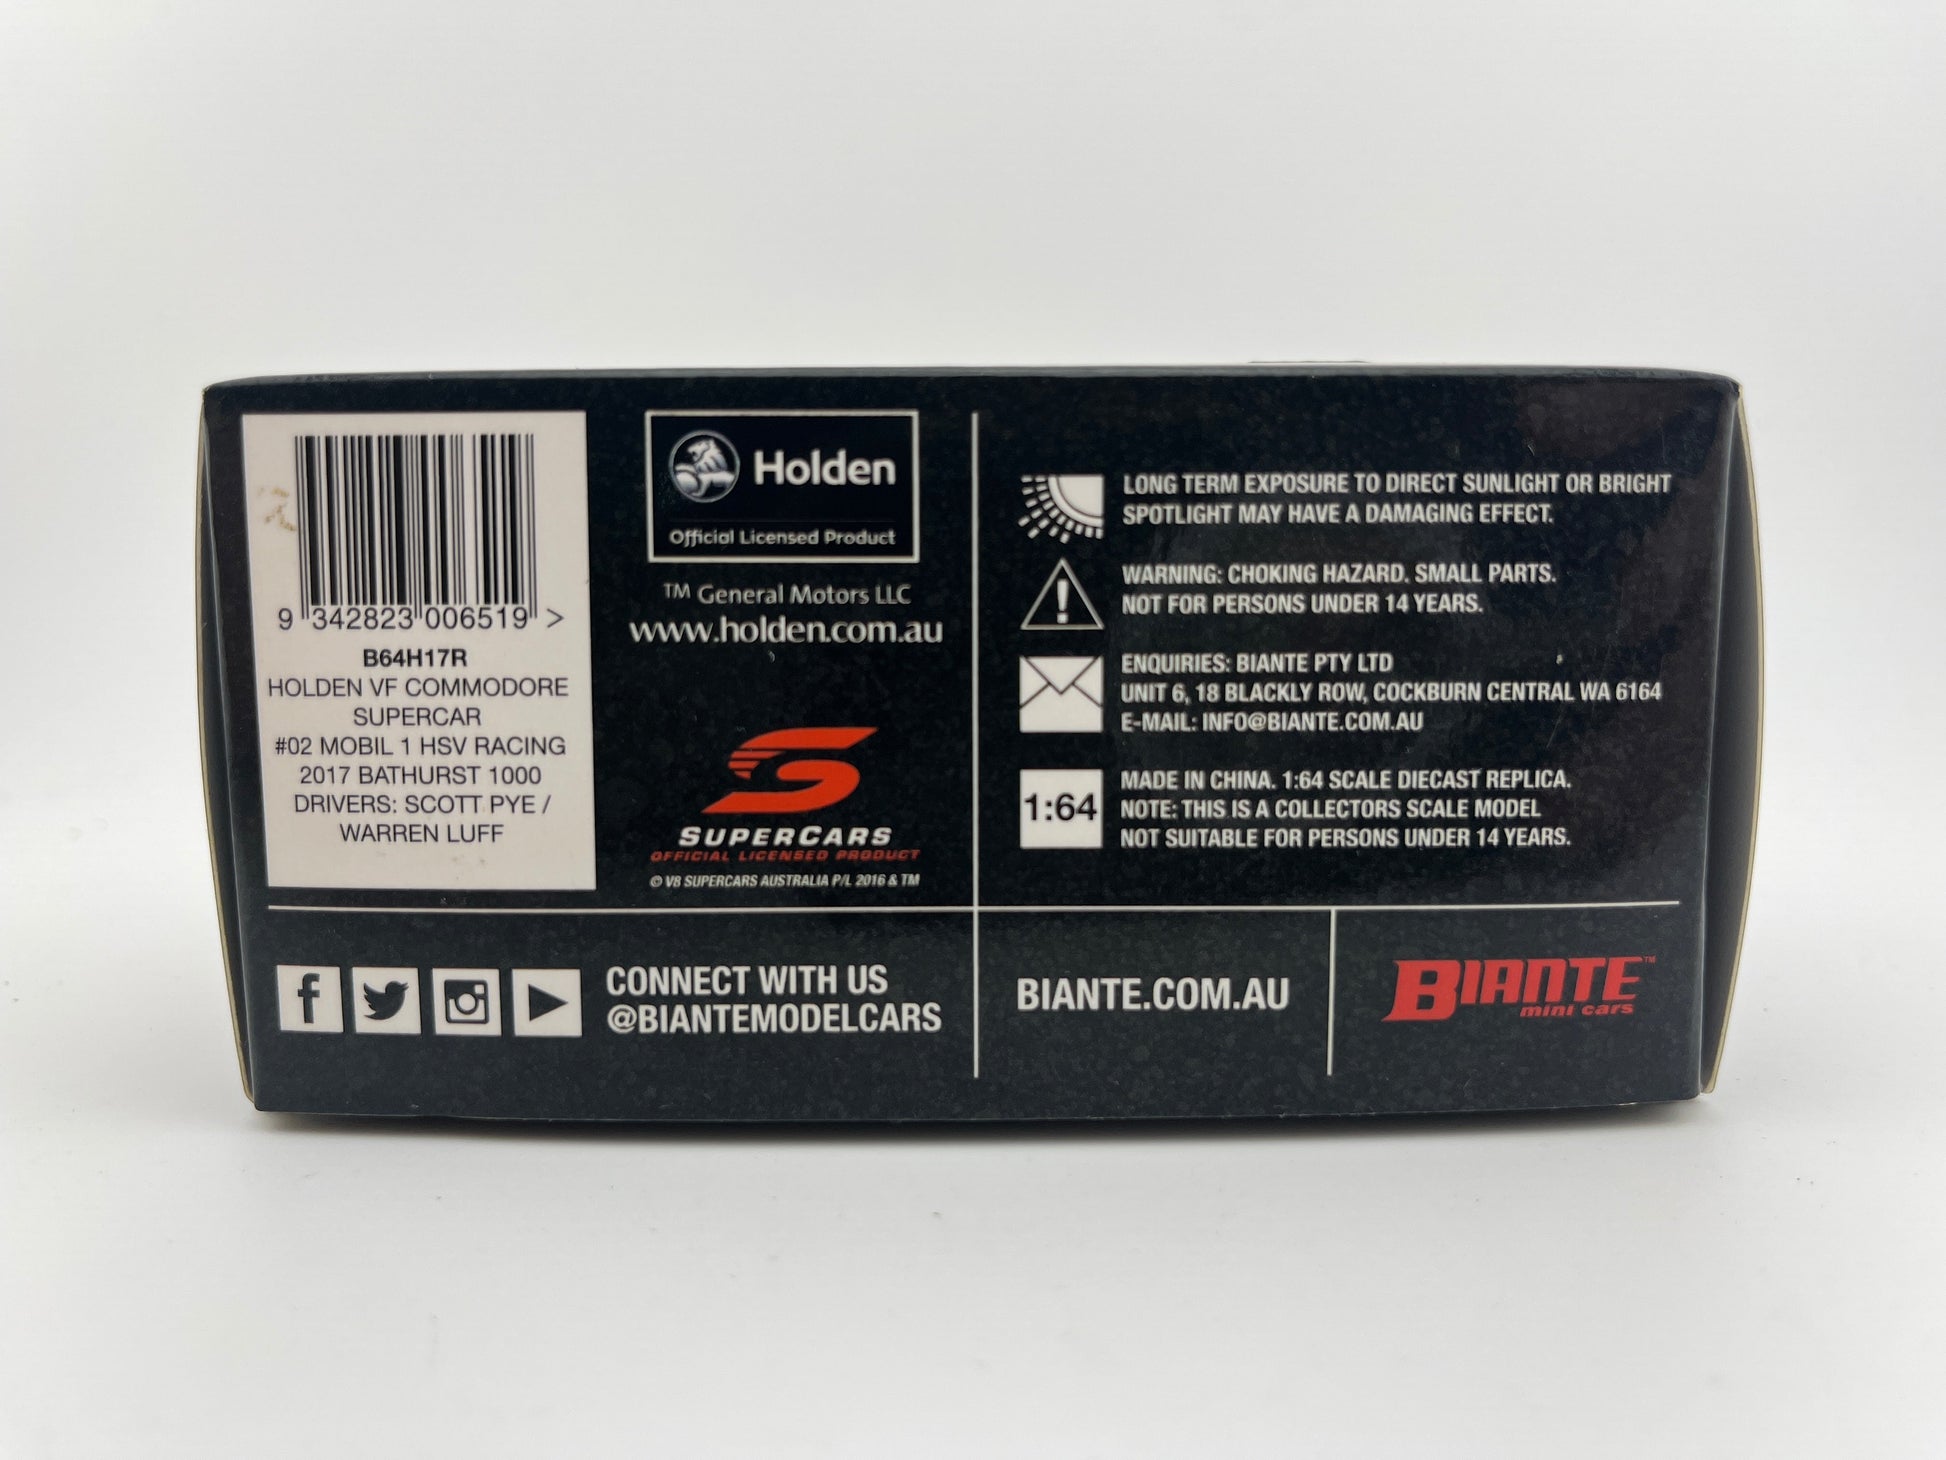 9 342823 006519 >
B64H17R
HOLDEN VF COMMODORE
SUPERCAR
#02 MOBIL 1 HSV RACING
2017 BATHURST 1000
DRIVERS: SCOTT PYE /
WARREN LUFF
Holden
Official Licensed Product
TM General Motors LLC
www.holden.com.au
SUPERCARS
OFFICIAL LICENSED PRODUCT
© V8 SUPERCARS AUSTRALIA P/L 2016 & TM
LONG TERM EXPOSURE TO DIRECT SUNLIGHT OR BRIGHT
SPOTLIGHT MAY HAVE A DAMAGING EFFECT.
WARNING: CHOKING HAZARD. SMALL PARTS.
NOT FOR PERSONS UNDER 14 YEARS.
ENQUIRIES: BIANTE PTY LTD
UNIT 6, 18 BLACKLY ROW, COCKBURN CENTRAL WA 6164
E-MAIL: INFO@BIANTE.COM.AU
1:64
MADE IN CHINA. 1:64 SCALE DIECAST REPLICA.
NOTE: THIS IS A COLLECTORS SCALE MODEL
NOT SUITABLE FOR PERSONS UNDER 14 YEARS.
CONNECT WITH US
@BIANTEMODELCARS
BIANTE.COM.AU
BIANTE™
mini cars